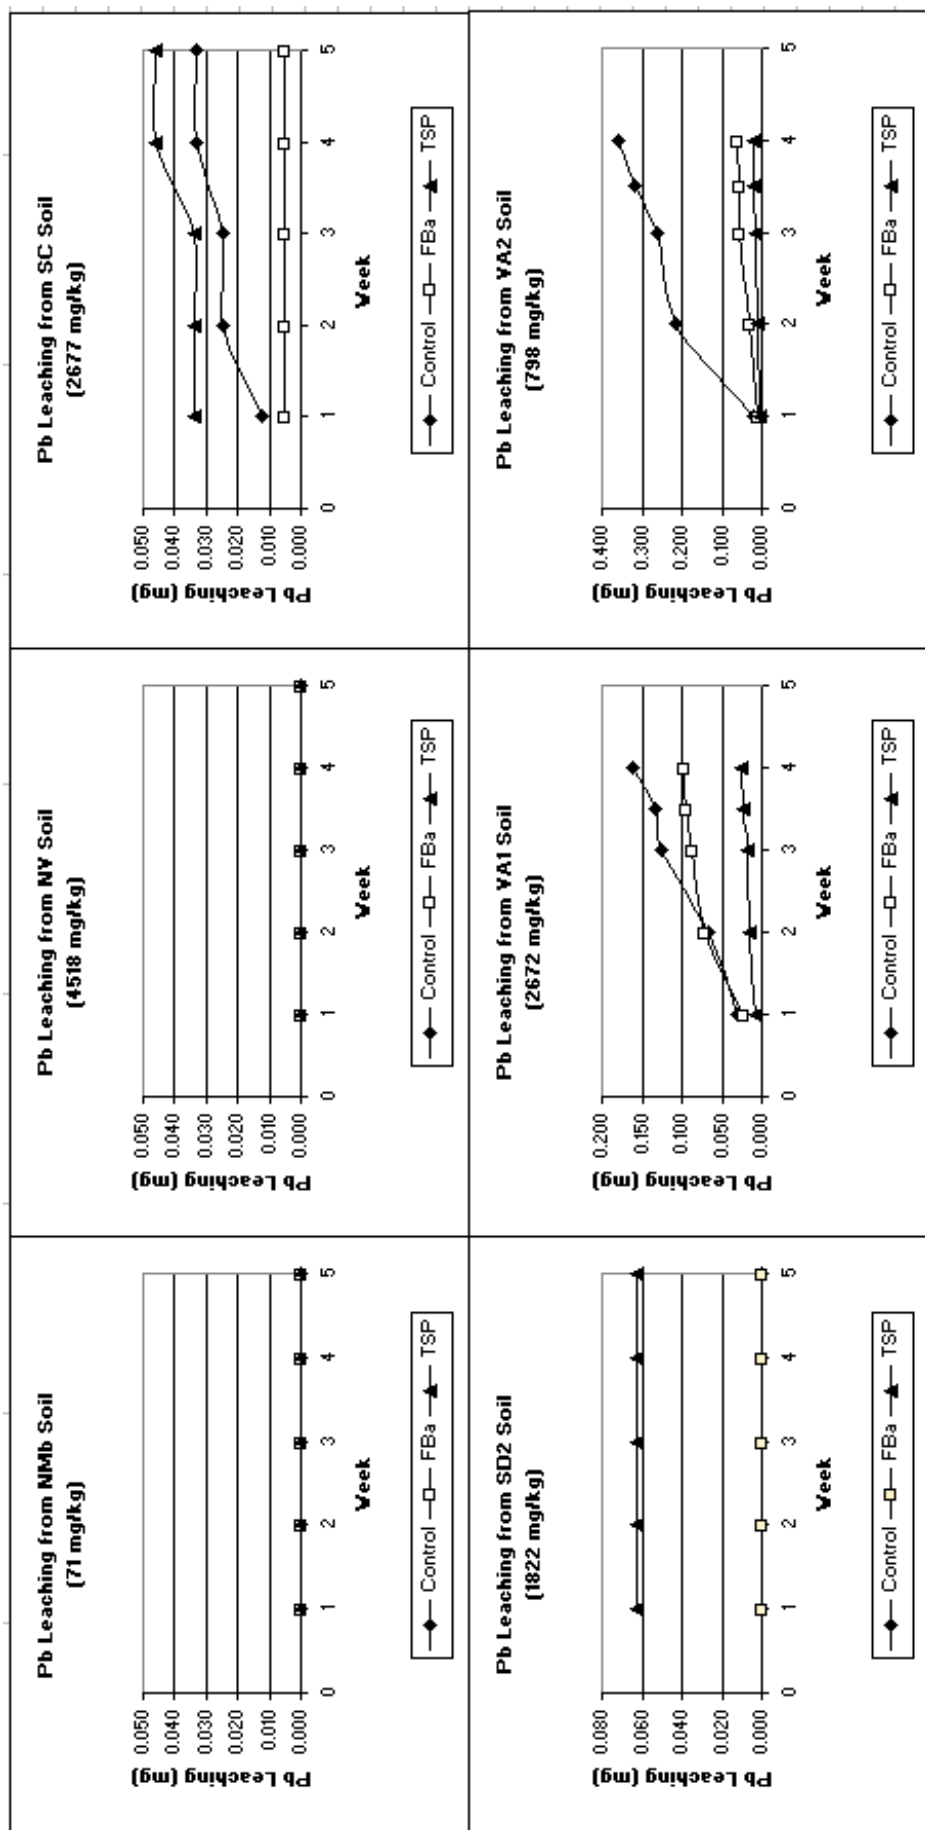 Pb Leaching from NMb Soil
(71 mg/kg)
Pb Leaching (mg)
0.050
0.040
0.030
0.020
0.010
0.000
0 1 2 3 4 5
Week
Control FBa TSP
Pb Leaching from NV Soil
(4518 mg/kg)
Pb Leaching (mg)
0.050
0.040
0.030
0.020
0.010
0.000
0 1 2 3 4 5
Week
Control FBa TSP
Pb Leaching from SC Soil
(2677 mg/kg)
Pb Leaching (mg)
0.050
0.040
0.030
0.020
0.010
0.000
0 1 2 3 4 5
Week
Control FBa TSP
Pb Leaching from SD2 Soil
(1822 mg/kg)
Pb Leaching (mg)
0.080
0.060
0.040
0.020
0.000
0 1 2 3 4 5
Week
Control FBa TSP
Pb Leaching from VA1 Soil
(2672 mg/kg)
Pb Leaching (mg)
0.200
0.150
0.100
0.050
0.000
0 1 2 3 4 5
Week
Control FBa TSP
Pb Leaching from VA2 Soil
(798 mg/kg)
Pb Leaching (mg)
0.400
0.300
0.200
0.100
0.000
0 1 2 3 4 5
Week
Control FBa TSP